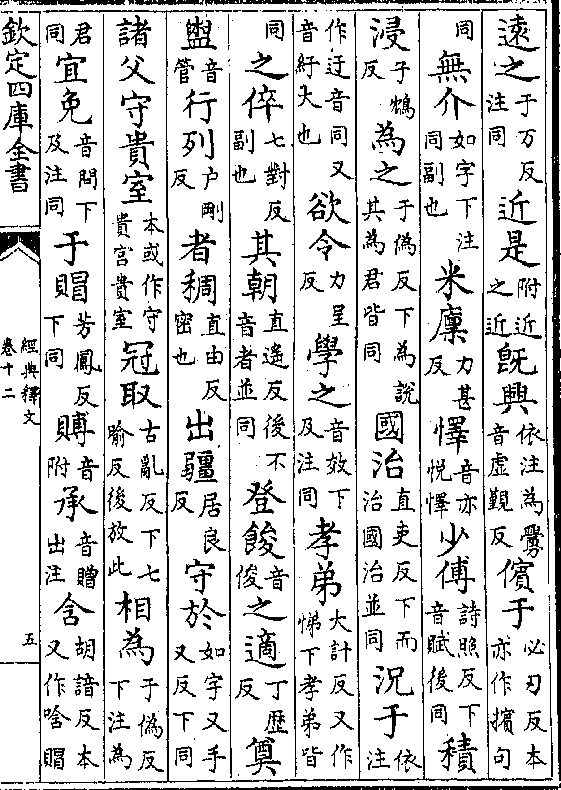 遠之于万反注同近是附近之近既興依注為釁音虛覲反儐于必刃反本亦作擯句
同無介如字下注同副也米廩力甚反懌音亦悅懌少傅詩照反下音賦後同積
浸子鴆反為之于偽反下為說其為君皆同國治直吏反下而治國治並同況于依注
作迂音同又音紆大也欲令力呈反學之音效下及注同孝弟大計反又作悌下孝弟皆
同之倅七對反副也其朝直遙反後不音者並同登餕音俊之適丁歷反奠
盥音管行列户剛反者稠直由反密也出疆居良反守於如字又手又反下同
諸父守貴室本或作守貴宮貴室冠取古亂反下七喻反後放此相為于偽反下注為
君同宜免音問下及注同于賵芳鳳反下同賻音附承音贈出注含胡諳反本又作唅賵
欽定四庫全書
經典釋文
卷十二
五